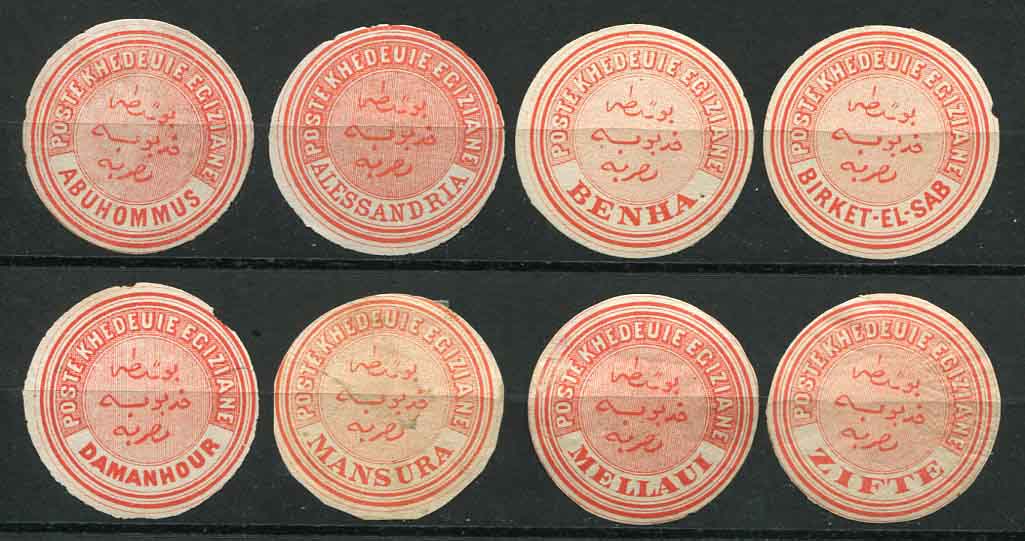 POSTE KHEDEUIE EGIZIANE
بوسطه
خديويه
مصريه
ABUHOMMUS
POSTE KHEDEUIE EGIZIANE
بوسطه
خديويه
مصريه
ALESSANDRIA
POSTE KHEDEUIE EGIZIANE
بوسطه
خديويه
مصريه
BENHA.
POSTE KHEDEUIE EGIZIANE
بوسطه
خديويه
مصريه
BIRKET-EL-SAB
POSTE KHEDEUIE EGIZIANE
بوسطه
خديويه
مصريه
DAMANHOUR
POSTE KHEDEUIE EGIZIANE
بوسطه
خديويه
مصريه
MANSURA
POSTE KHEDEUIE EGIZIANE
بوسطه
خديويه
مصريه
MELLAUI
POSTE KHEDEUIE EGIZIANE
بوسطه
خديويه
مصريه
ZIFTE